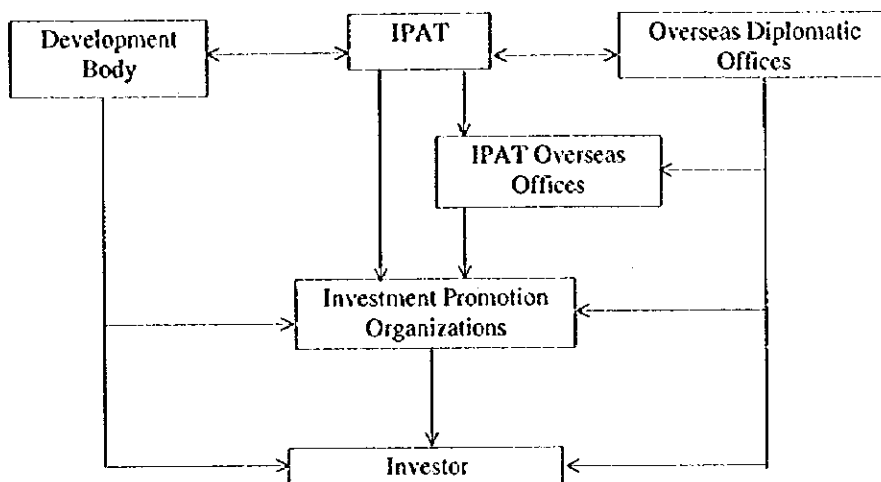 Development
Body
IPAT
Overseas Diplomatic
Offices
IPAT Overseas
Offices
Investment Promotion
Organizations
Investor